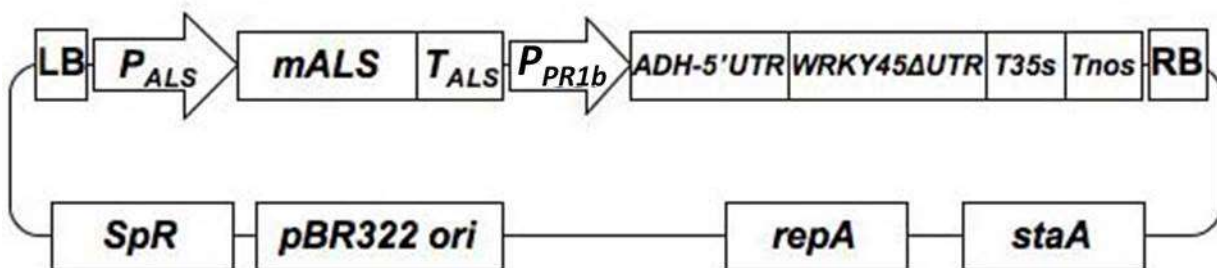 LB P_ALS mALS T_ALS P_PR1b ADH-5'UTR WRKY45ΔUTR T35s Tnos RB
SpR pBR322 ori repA staA